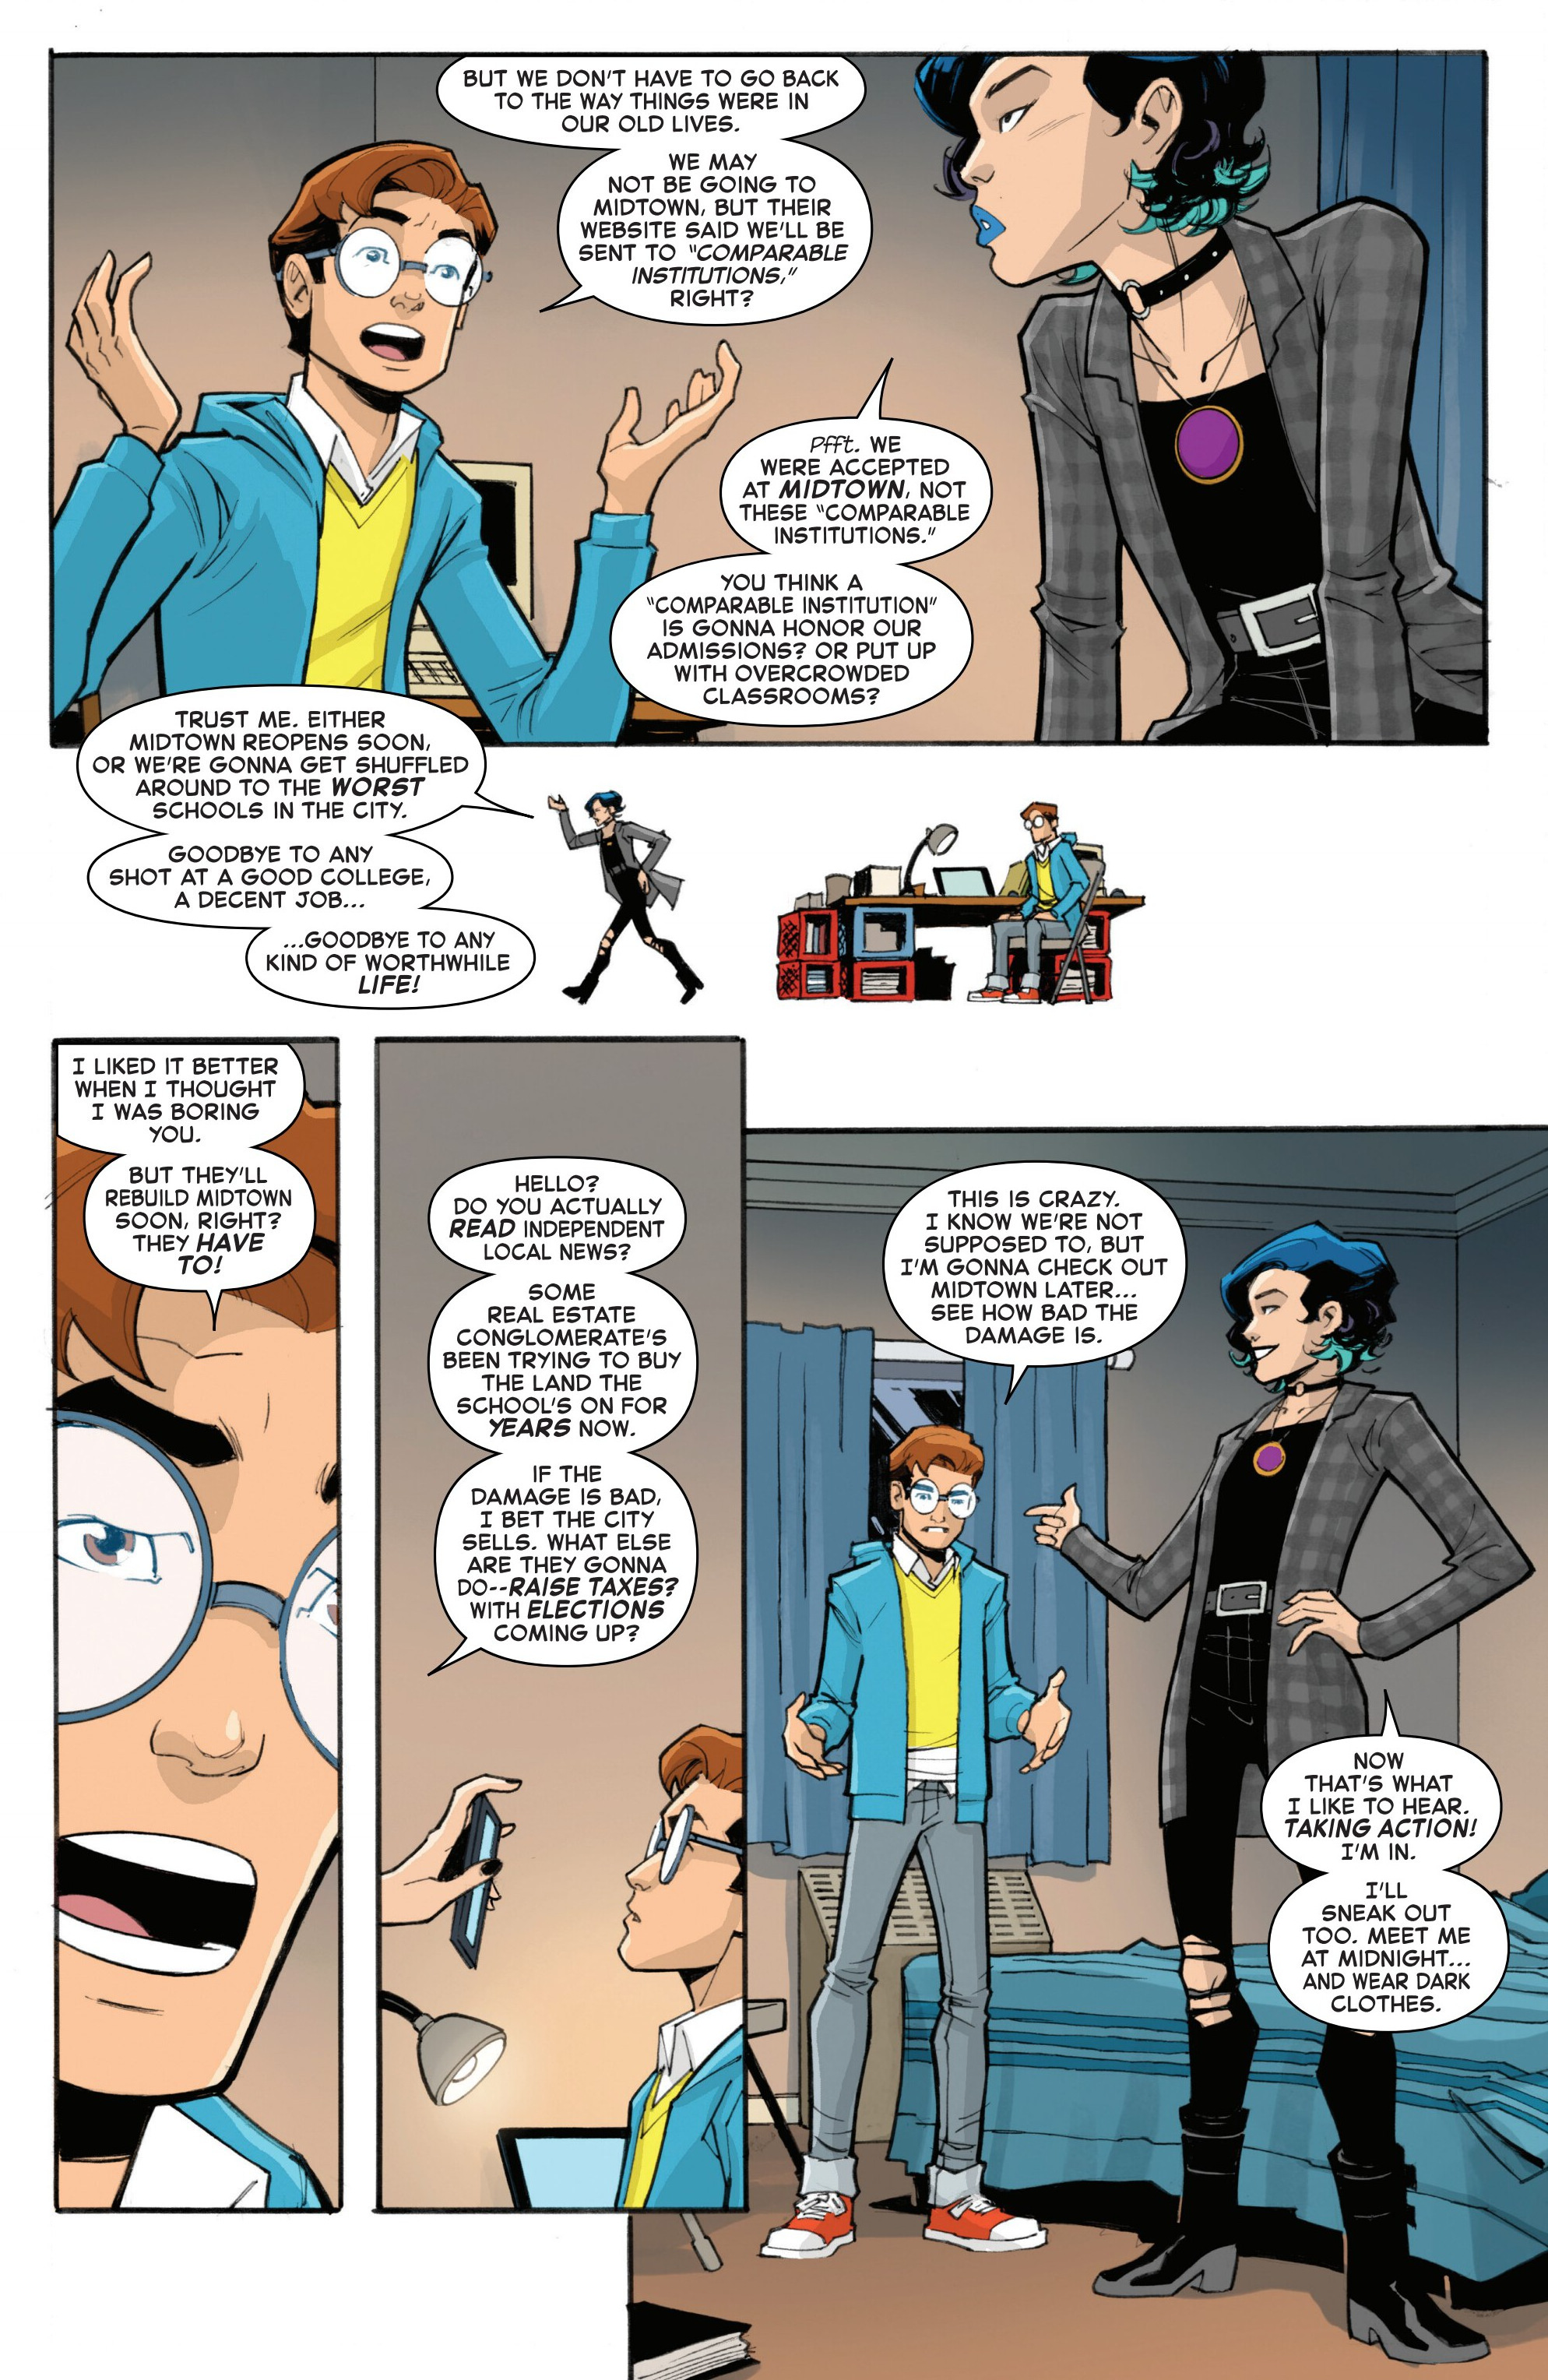 BUT WE DON'T HAVE TO GO BACK
TO THE WAY THINGS WERE IN
OUR OLD LIVES.
WE MAY
NOT BE GOING TO
MIDTOWN, BUT THEIR
WEBSITE SAID WE'LL BE
SENT TO "COMPARABLE
INSTITUTIONS,"
RIGHT?
Pfft. WE
WERE ACCEPTED
AT MIDTOWN, NOT
THESE "COMPARABLE
INSTITUTIONS."
YOU THINK A
"COMPARABLE INSTITUTION"
IS GONNA HONOR OUR
ADMISSIONS? OR PUT UP
WITH OVERCROWDED
CLASSROOMS?
TRUST ME. EITHER
MIDTOWN REOPENS SOON,
OR WE'RE GONNA GET SHUFFLED
AROUND TO THE WORST
SCHOOLS IN THE CITY.
GOODBYE TO ANY
SHOT AT A GOOD COLLEGE,
A DECENT JOB...
...GOODBYE TO ANY
KIND OF WORTHWHILE
LIFE!
I LIKED IT BETTER
WHEN I THOUGHT
I WAS BORING
YOU.
BUT THEY'LL
REBUILD MIDTOWN
SOON, RIGHT?
THEY HAVE
TO!
HELLO?
DO YOU ACTUALLY
READ INDEPENDENT
LOCAL NEWS?
SOME
REAL ESTATE
CONGLOMERATE'S
BEEN TRYING TO BUY
THE LAND THE
SCHOOL'S ON FOR
YEARS NOW.
IF THE
DAMAGE IS BAD,
I BET THE CITY
SELLS. WHAT ELSE
ARE THEY GONNA
DO--RAISE TAXES?
WITH ELECTIONS
COMING UP?
THIS IS CRAZY.
I KNOW WE'RE NOT
SUPPOSED TO, BUT
I'M GONNA CHECK OUT
MIDTOWN LATER...
SEE HOW BAD THE
DAMAGE IS.
NOW
THAT'S WHAT
I LIKE TO HEAR.
TAKING ACTION!
I'M IN.
I'LL
SNEAK OUT
TOO. MEET ME
AT MIDNIGHT...
AND WEAR DARK
CLOTHES.